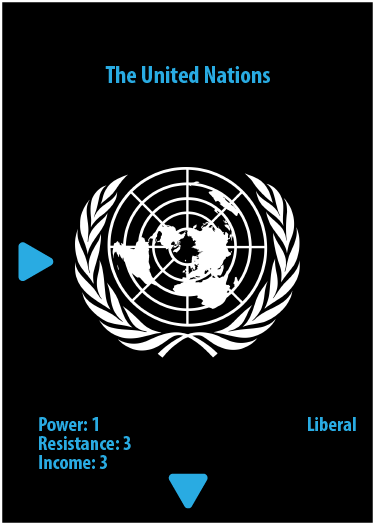 The United Nations
Power: 1
Liberal
Resistance: 3
Income: 3